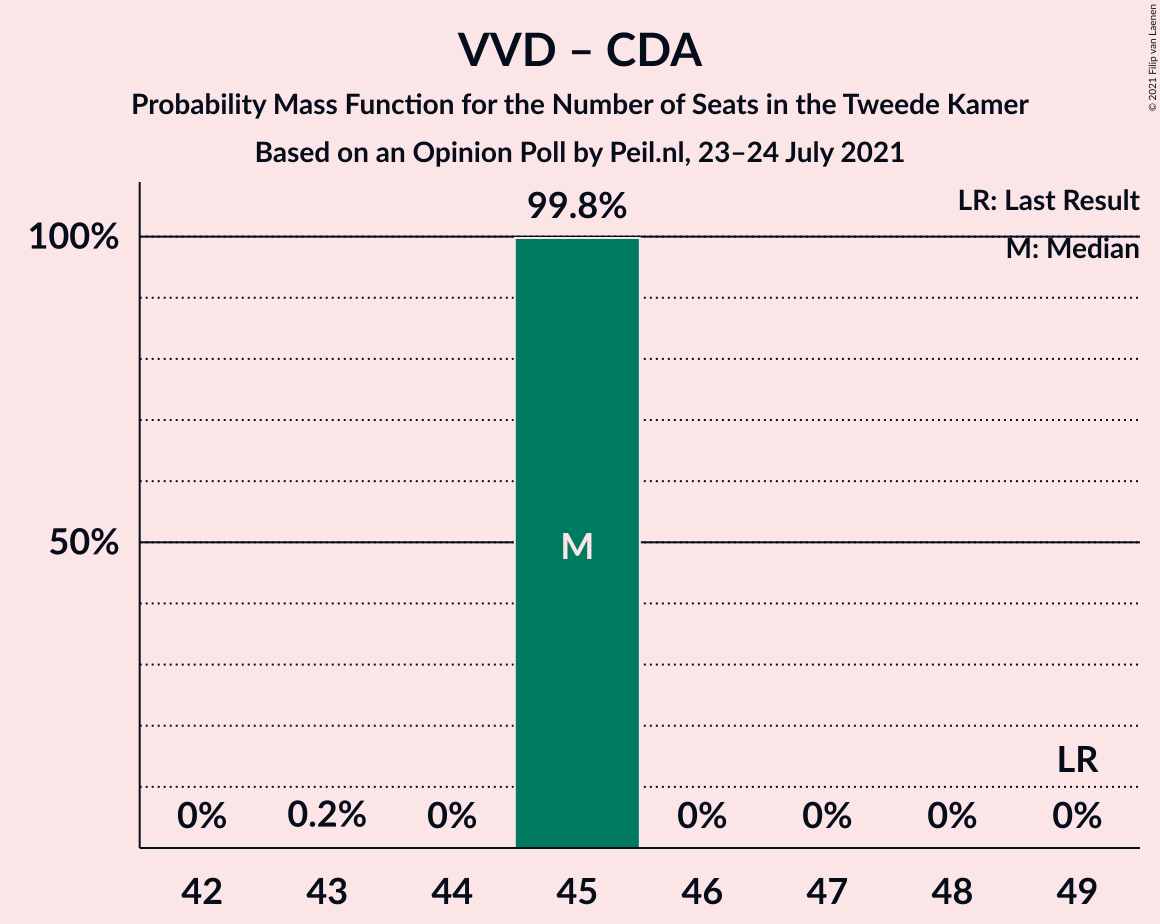 VVD – CDA
Probability Mass Function for the Number of Seats in the Tweede Kamer
Based on an Opinion Poll by Peil.nl, 23–24 July 2021
© 2021 Filip van Laenen
LR: Last Result
M: Median
99.8%
100%
50%
M
LR
0% 0.2% 0% 0% 0% 0% 0%
42 43 44 45 46 47 48 49